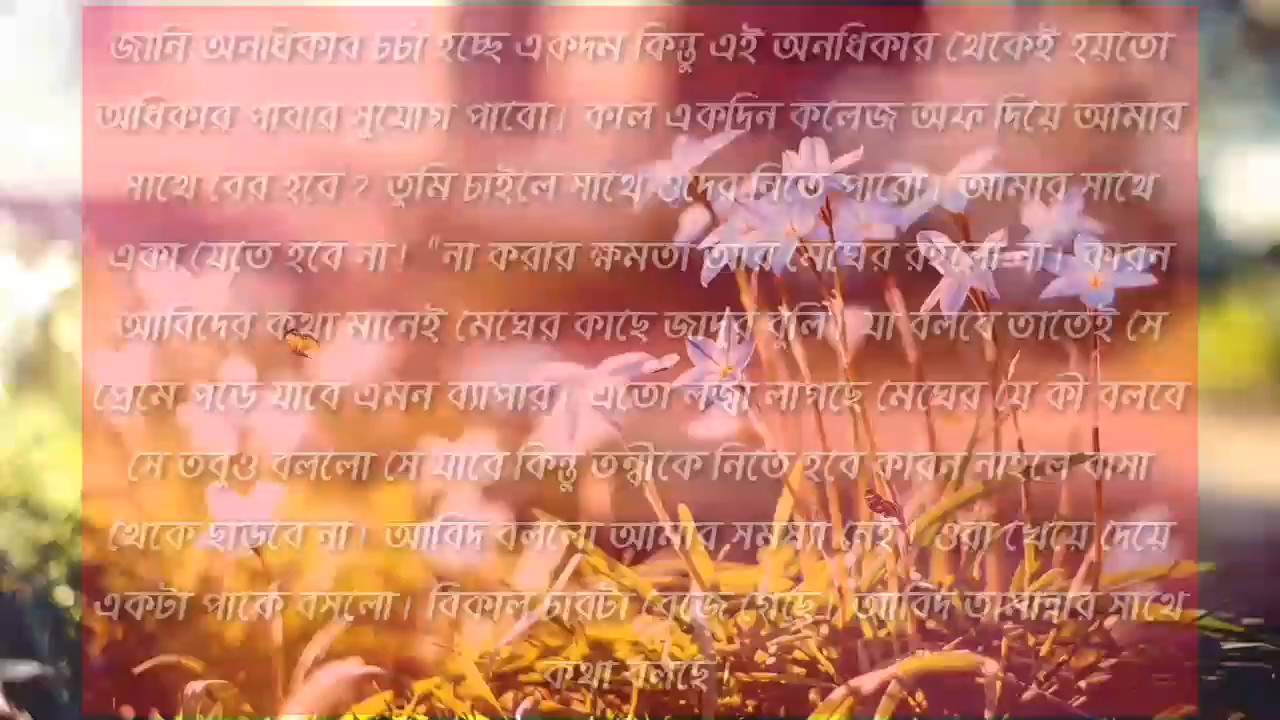 জানি অনধিকার চর্চা হচ্ছে একদম কিন্তু এই অনধিকার থেকেই হয়তো
অধিকার পাবার সুযোগ পাবো। কাল একদিন কলেজ অফ দিয়ে আমার
সাথে বের হবে ? তুমি চাইলে সাথে ওদের নিতে পারো। আমার সাথে
একা যেতে হবে না। "না করার ক্ষমতা আর মেঘের রইলো না। কারন
আবিদের কথা মানেই মেঘের কাছে জাদুর বুলি। যা বলবে তাতেই সে
প্রেমে পড়ে যাবে এমন ব্যাপার। এতো লজ্জা লাগছে মেঘের যে কী বলবে
সে তবুও বললো সে যাবে কিন্তু তন্বীকে নিতে হবে কারন নাহলে বাসা
থেকে ছাড়বে না। আবিদ বললো আমার সমস্যা নেই। ওরা খেয়ে দেয়ে
একটা পার্কে বসলো। বিকাল চারটা বেজে গেছে। আবিদ তামান্নার সাথে
কথা বলছে।